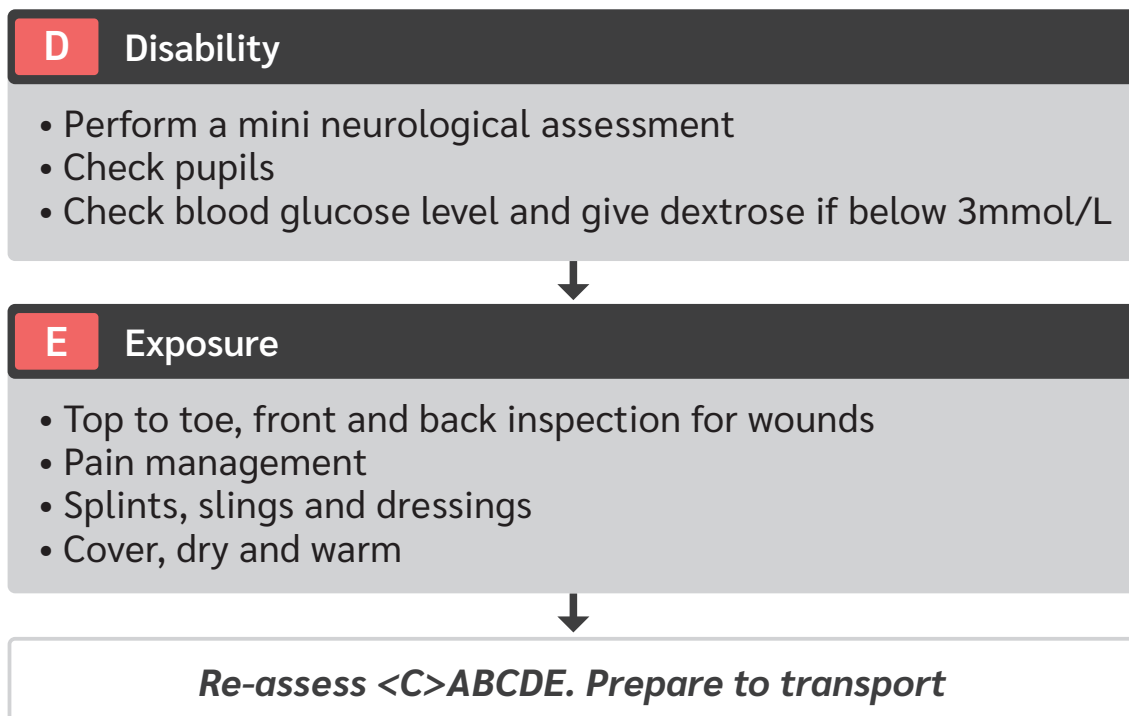 D Disability
• Perform a mini neurological assessment
• Check pupils
• Check blood glucose level and give dextrose if below 3mmol/L
E Exposure
• Top to toe, front and back inspection for wounds
• Pain management
• Splints, slings and dressings
• Cover, dry and warm
Re-assess <C>ABCDE. Prepare to transport